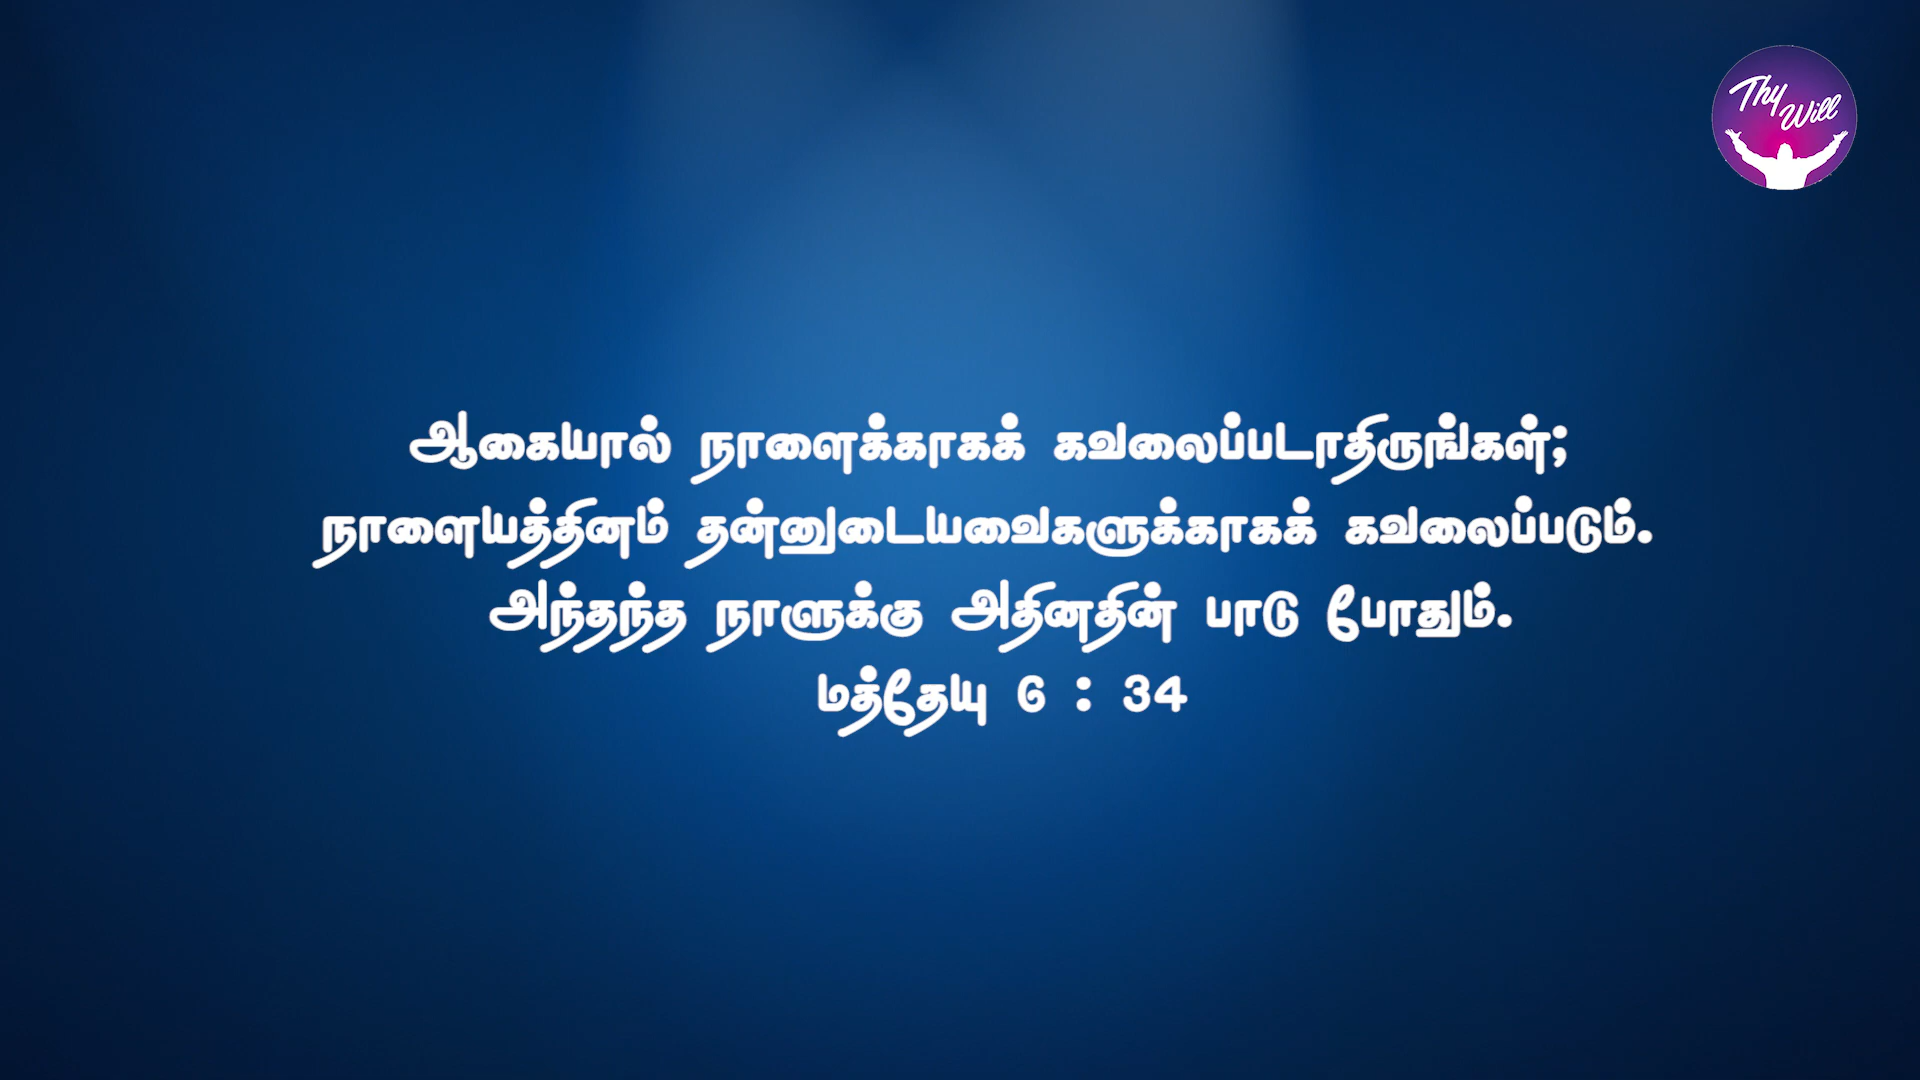 Thy Will
ஆகையால் நாளைக்காகக் கவலைப்படாதிருங்கள்;
நாளையத்தினம் தன்னுடையவைகளுக்காகக் கவலைப்படும்.
அந்தந்த நாளுக்கு அதினதின் பாடு போதும்.
மத்தேயு 6 : 34